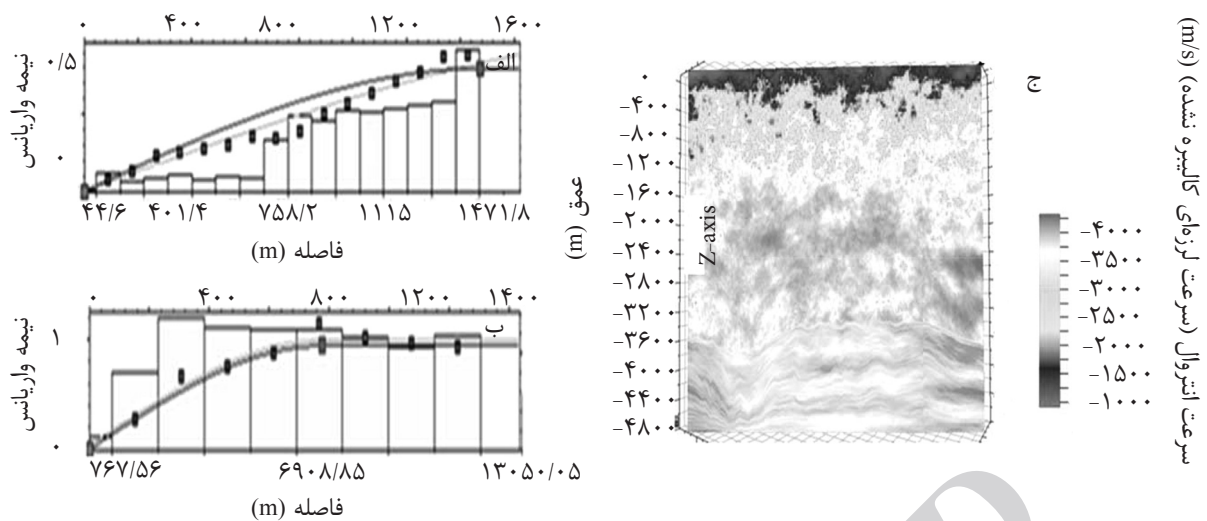 ۰ ۴۰۰ ۸۰۰ ۱۲۰۰ ۱۶۰۰
نیمه واریانس
۰/۵
۰
الف
۴۴/۶ ۴۰۱/۴ ۷۵۸/۲ ۱۱۱۵ ۱۴۷۱/۸
فاصله (m)
۰ ۴۰۰ ۸۰۰ ۱۲۰۰ ۱۴۰۰
نیمه واریانس
۱
۰
ب
۷۶۷/۵۶ ۶۹۰۸/۸۵ ۱۳۰۵۰/۰۵
فاصله (m)
ج
عمق (m)
۰
-۴۰۰
-۸۰۰
-۱۲۰۰
-۱۶۰۰
-۲۰۰۰
-۲۴۰۰
-۲۸۰۰
-۳۲۰۰
-۳۶۰۰
-۴۰۰۰
-۴۴۰۰
-۴۸۰۰
Z-axis
-۴۰۰۰
-۳۵۰۰
-۳۰۰۰
-۲۵۰۰
-۲۰۰۰
-۱۵۰۰
-۱۰۰۰
سرعت انتروال (سرعت لرزه‌ای کالیبره نشده) (m/s)